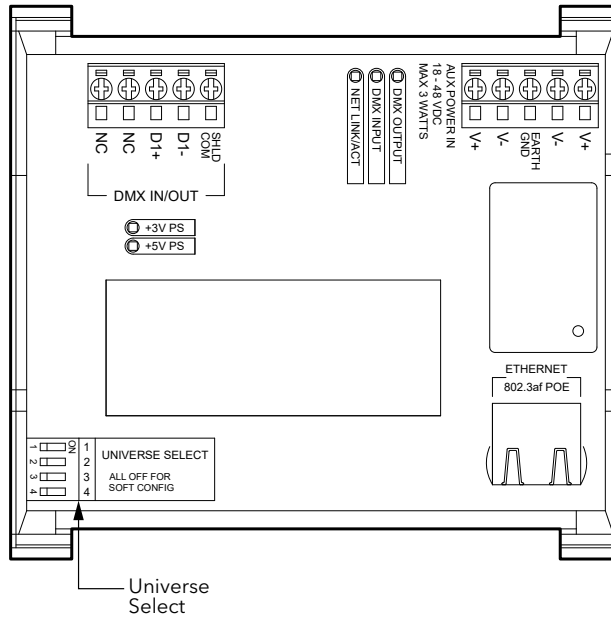 NC
NC
D1+
D1-
SHLD
COM
DMX IN/OUT
+3V PS
+5V PS
NET LINK/ACT
DMX INPUT
DMX OUTPUT
AUX POWER IN
18 - 48 VDC
MAX 3 WATTS
V+
V-
EARTH
GND
V-
V+
ETHERNET
802.3af POE
1
2
3
4
ON
1
2
3
4
UNIVERSE SELECT
ALL OFF FOR
SOFT CONFIG
Universe
Select